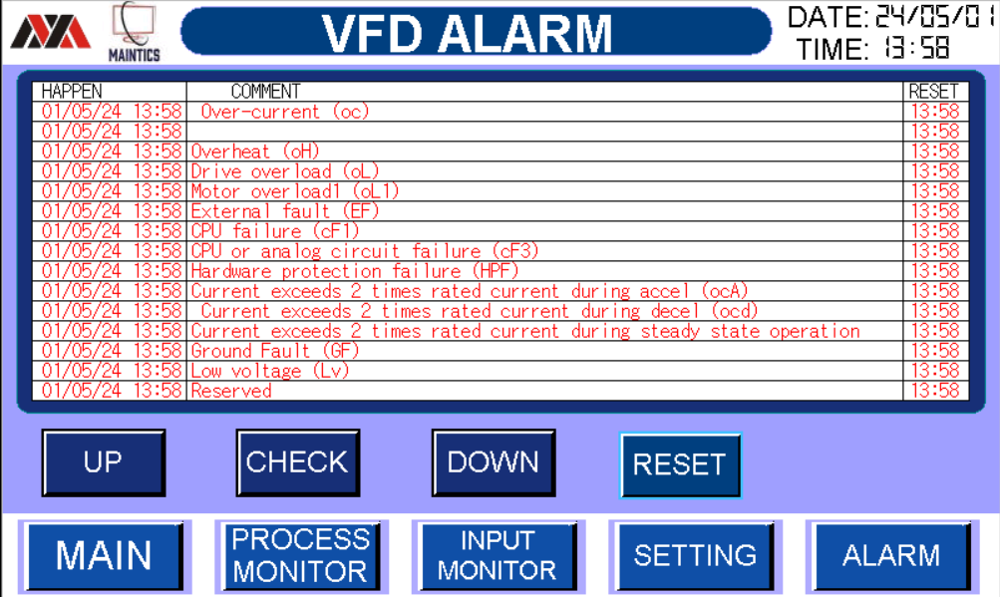 MAINTICS
VFD ALARM
DATE: 24/05/01
TIME: 13:58
HAPPEN COMMENT RESET
01/05/24 13:58 Over-current (oc) 13:58
01/05/24 13:58 13:58
01/05/24 13:58 Overheat (oH) 13:58
01/05/24 13:58 Drive overload (oL) 13:58
01/05/24 13:58 Motor overload1 (oL1) 13:58
01/05/24 13:58 External fault (EF) 13:58
01/05/24 13:58 CPU failure (cF1) 13:58
01/05/24 13:58 CPU or analog circuit failure (cF3) 13:58
01/05/24 13:58 Hardware protection failure (HPF) 13:58
01/05/24 13:58 Current exceeds 2 times rated current during accel (ocA) 13:58
01/05/24 13:58 Current exceeds 2 times rated current during decel (ocd) 13:58
01/05/24 13:58 Current exceeds 2 times rated current during steady state operation 13:58
01/05/24 13:58 Ground Fault (GF) 13:58
01/05/24 13:58 Low voltage (Lv) 13:58
01/05/24 13:58 Reserved 13:58
UP CHECK DOWN RESET
MAIN
PROCESS
MONITOR
INPUT
MONITOR
SETTING
ALARM